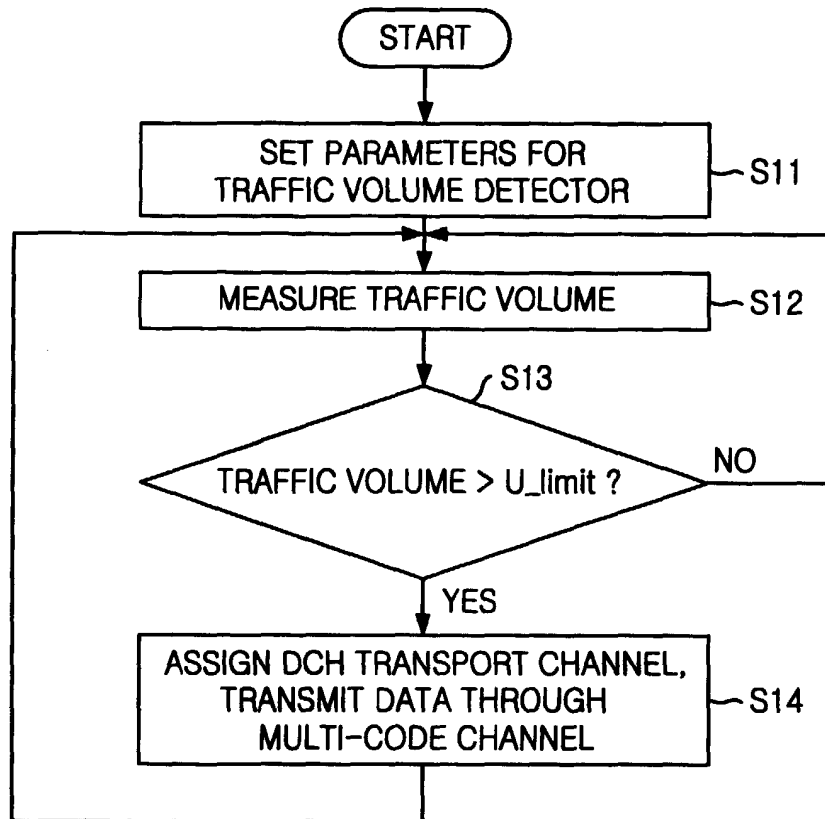 START
SET PARAMETERS FOR
TRAFFIC VOLUME DETECTOR
S11
MEASURE TRAFFIC VOLUME
S12
S13
TRAFFIC VOLUME > U_limit ?
NO
YES
ASSIGN DCH TRANSPORT CHANNEL,
TRANSMIT DATA THROUGH
MULTI-CODE CHANNEL
S14